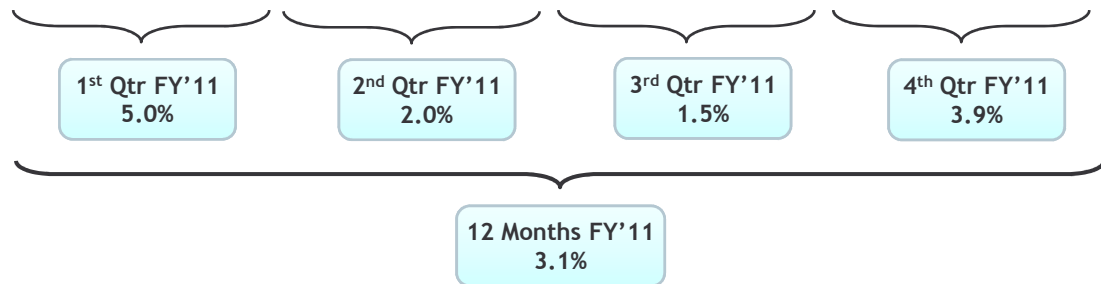 1st Qtr FY’11
5.0%
2nd Qtr FY’11
2.0%
3rd Qtr FY’11
1.5%
4th Qtr FY’11
3.9%
12 Months FY’11
3.1%